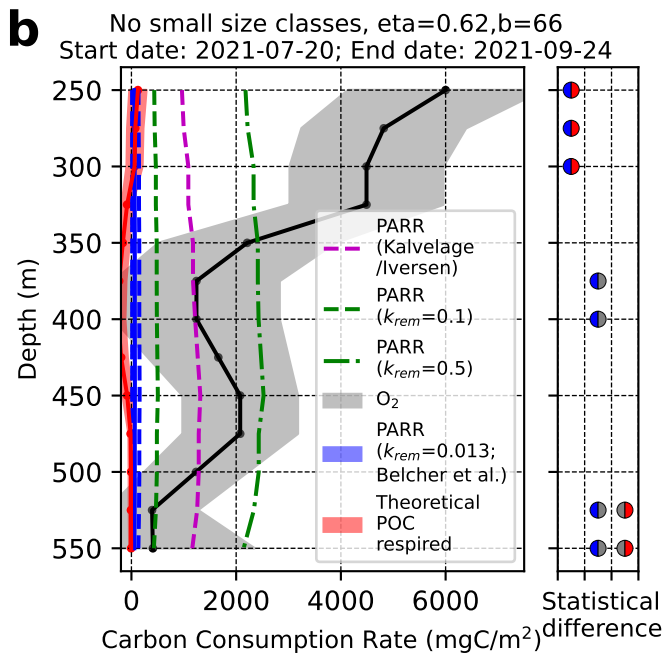 b
No small size classes, eta=0.62,b=66
Start date: 2021-07-20; End date: 2021-09-24
250
300
350
400
450
500
550
Depth (m)
PARR
(Kalvelage
/Iversen)
PARR
(k_rem=0.1)
PARR
(k_rem=0.5)
O₂
PARR
(k_rem=0.013;
Belcher et al.)
Theoretical
POC
respired
0 2000 4000 6000
Carbon Consumption Rate (mgC/m²)
Statistical
difference